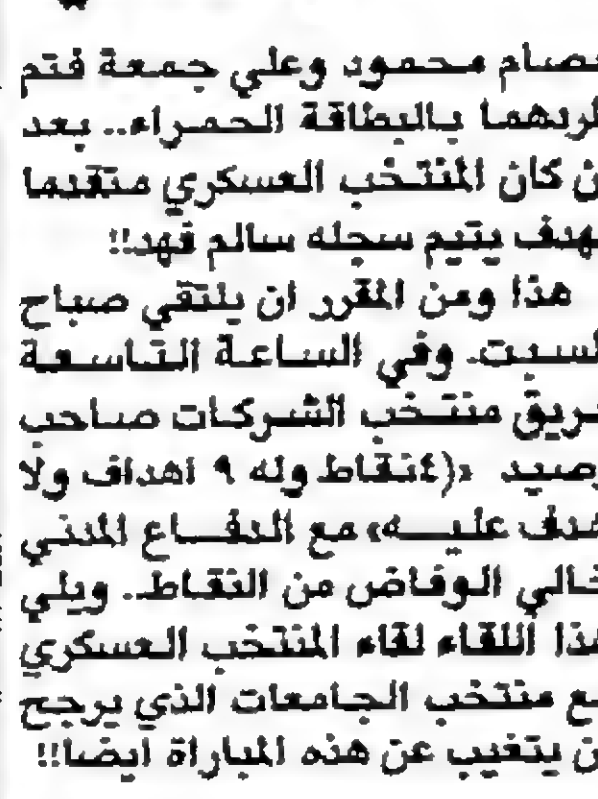 عصام محمود وعلي جمعة فتم
طردهما بالبطاقة الحمراء.. بعد
ن كان المنتخب العسكري متقدما
بهدف يتيم سجله سالم فهد!!
هذا ومن المقرر ان يلتقي صباح
لسبت. وفي الساعة التاسعة
فريق منتخب الشركات صاحب
رصيد «(٤نقاط وله ٩ اهداف ولا
هدف عليه» مع الدفاع المدني
خالي الوفاض من النقاط.. ويلي
هذا اللقاء لقاء المنتخب العسكري
مع منتخب الجامعات الذي يرجح
ن يتغيب عن هذه المباراة ايضا!!